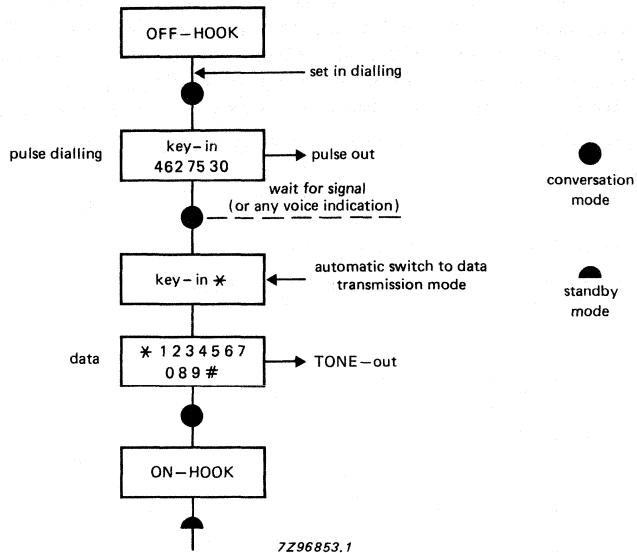 OFF–HOOK
set in dialling
pulse dialling
key–in
462 75 30
pulse out
conversation
mode
wait for signal
(or any voice indication)
key–in *
automatic switch to data
transmission mode
standby
mode
data
* 1 2 3 4 5 6 7
0 8 9 #
TONE–out
ON–HOOK
7Z96853.1